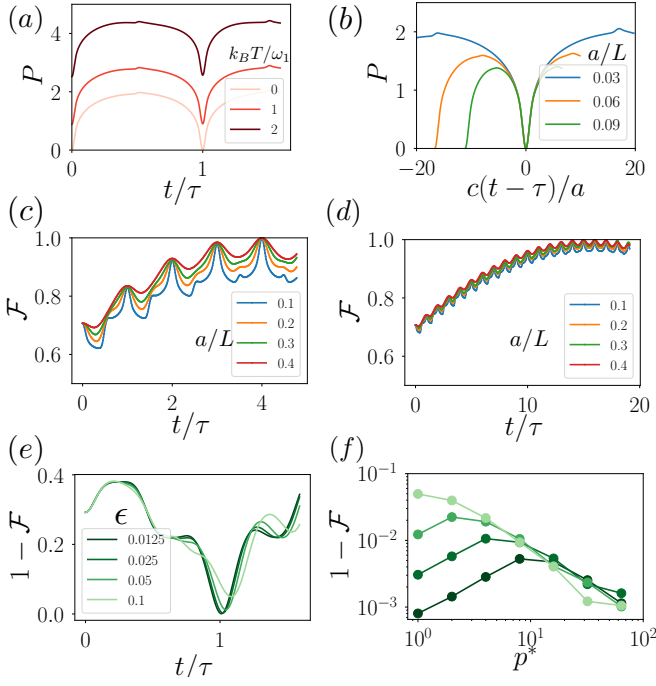 (a)
P
4
2
0
k_BT/ω_1
0
1
2
0
1
t/τ
(b)
P
2
1
0
a/L
0.03
0.06
0.09
−20
0
20
c(t − τ)/a
(c)
F
1.0
0.8
0.6
a/L
0.1
0.2
0.3
0.4
0
2
4
t/τ
(d)
F
1.0
0.8
0.6
a/L
0.1
0.2
0.3
0.4
0
10
20
t/τ
(e)
1 − F
0.4
0.2
0.0
ϵ
0.0125
0.025
0.05
0.1
0
1
t/τ
(f)
1 − F
10^−1
10^−2
10^−3
10^0
10^1
10^2
p*